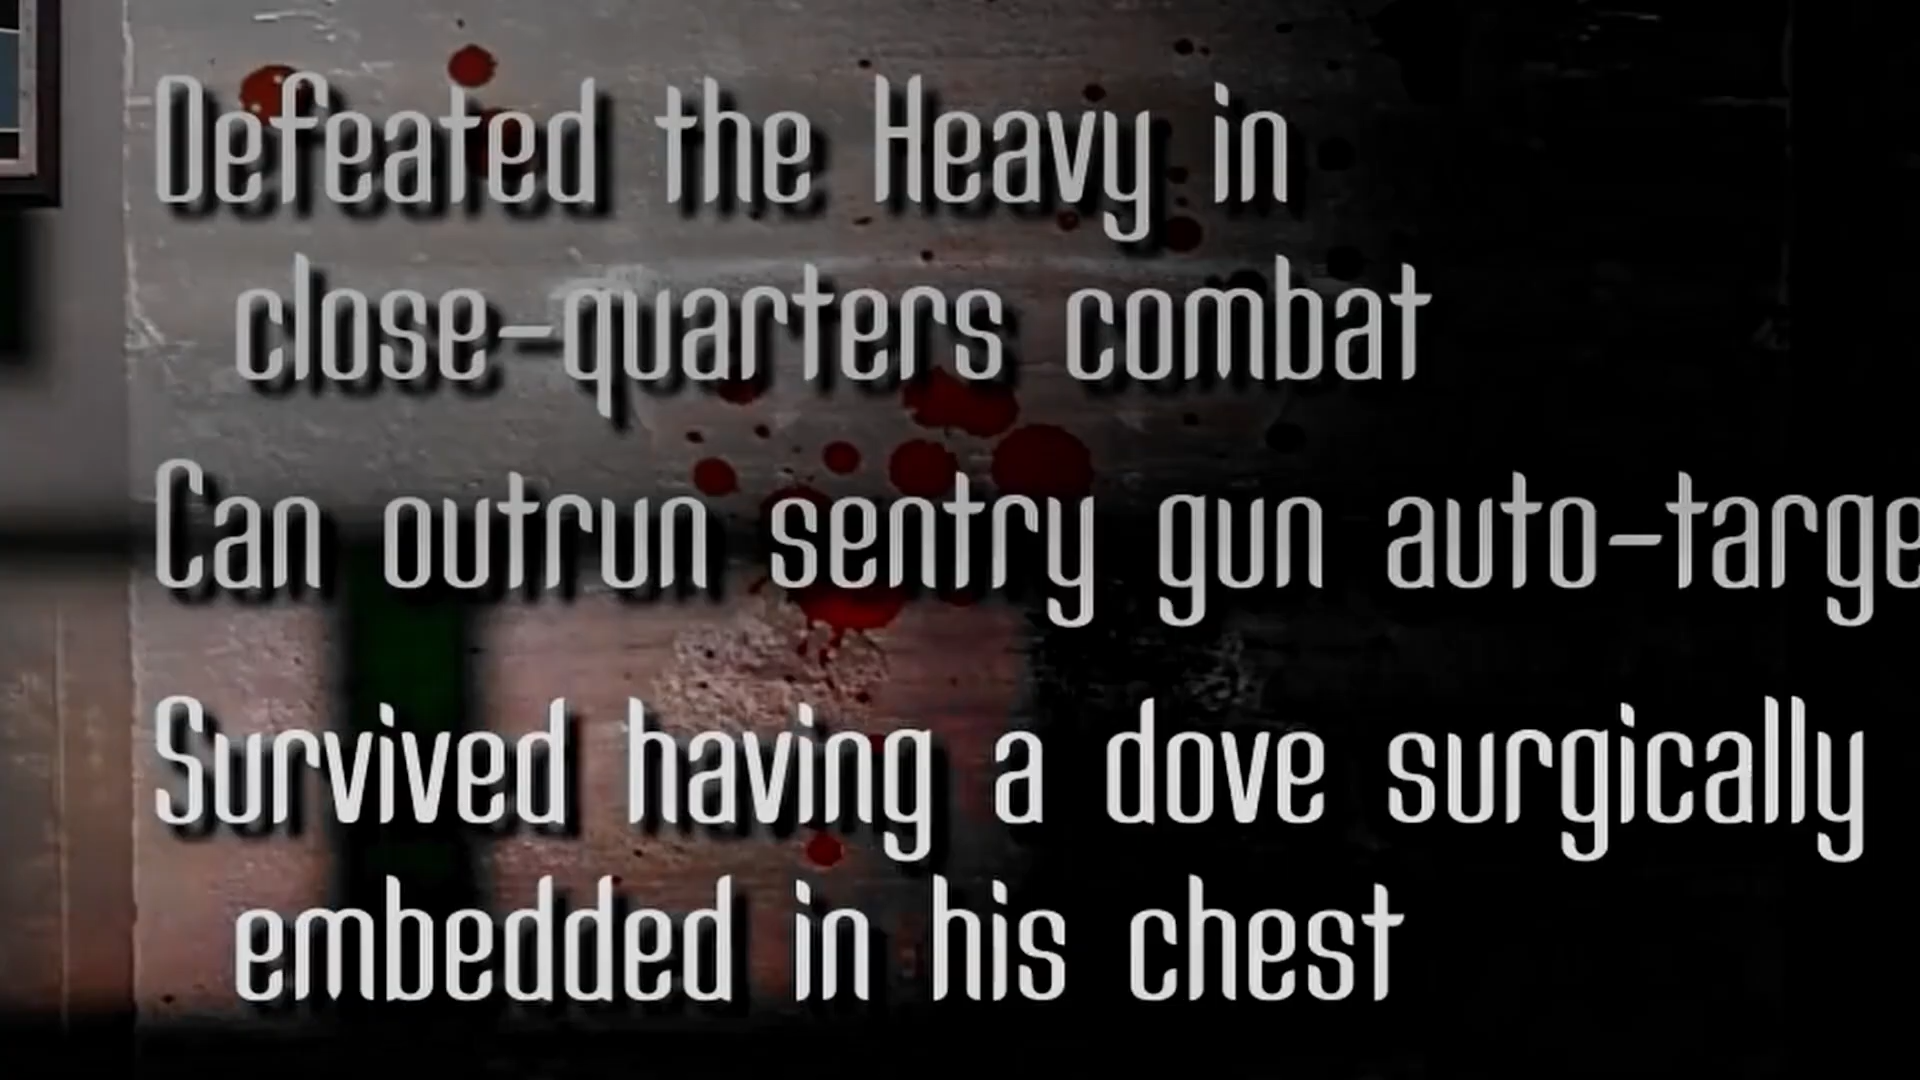 Defeated the Heavy in
close-quarters combat
Can outrun sentry gun auto-targe
Survived having a dove surgically
embedded in his chest